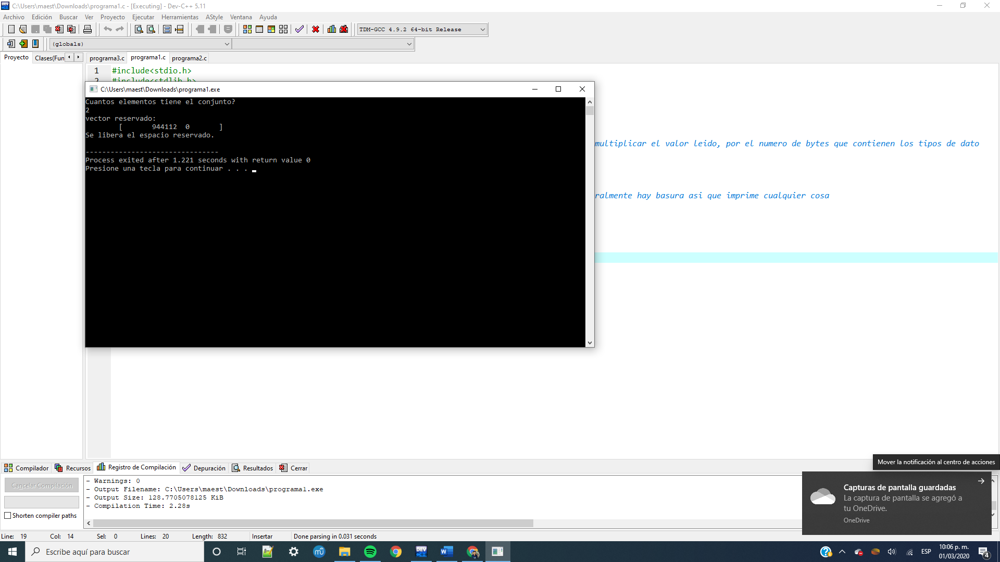 C:\Users\maest\Downloads\programa1.c - [Executing] - Dev-C++ 5.11
Archivo Edición Buscar Ver Proyecto Ejecutar Herramientas AStyle Ventana Ayuda
TDM-GCC 4.9.2 64-bit Release
(globals)
Proyecto Clases(Fun programa3.c programa1.c programa2.c
1 #include<stdio.h>
2 #include<stdlib.h>
C:\Users\maest\Downloads\programa1.exe
Cuantos elementos tiene el conjunto?
2
vector reservado:
[ 944112 0 ]
Se libera el espacio reservado.
--------------------------------
Process exited after 1.221 seconds with return value 0
Presione una tecla para continuar . . .
multiplicar el valor leido, por el numero de bytes que contienen los tipos de dato
ralmente hay basura asi que imprime cualquier cosa
Compilador Recursos Registro de Compilación Depuración Resultados Cerrar
Cancelar Compilación
Shorten compiler paths
- Warnings: 0
- Output Filename: C:\Users\maest\Downloads\programa1.exe
- Output Size: 128.7705078125 KiB
- Compilation Time: 2.28s
Mover la notificación al centro de acciones
Capturas de pantalla guardadas
La captura de pantalla se agregó a
tu OneDrive.
OneDrive
Line: 19 Col: 14 Sel: 0 Lines: 20 Length: 832 Insertar Done parsing in 0.031 seconds
Escribe aquí para buscar
DEV
W
ESP
10:06 p. m.
01/03/2020
4